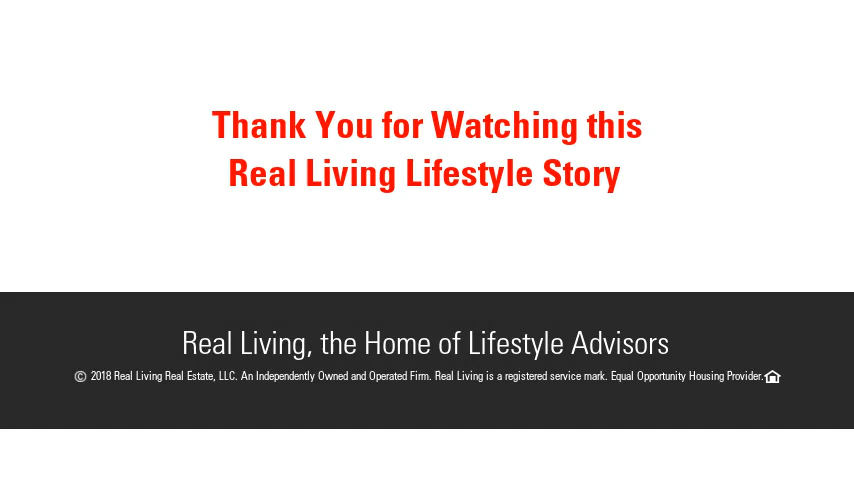 Thank You for Watching this
Real Living Lifestyle Story
Real Living, the Home of Lifestyle Advisors
© 2018 Real Living Real Estate, LLC. An Independently Owned and Operated Firm. Real Living is a registered service mark. Equal Opportunity Housing Provider.